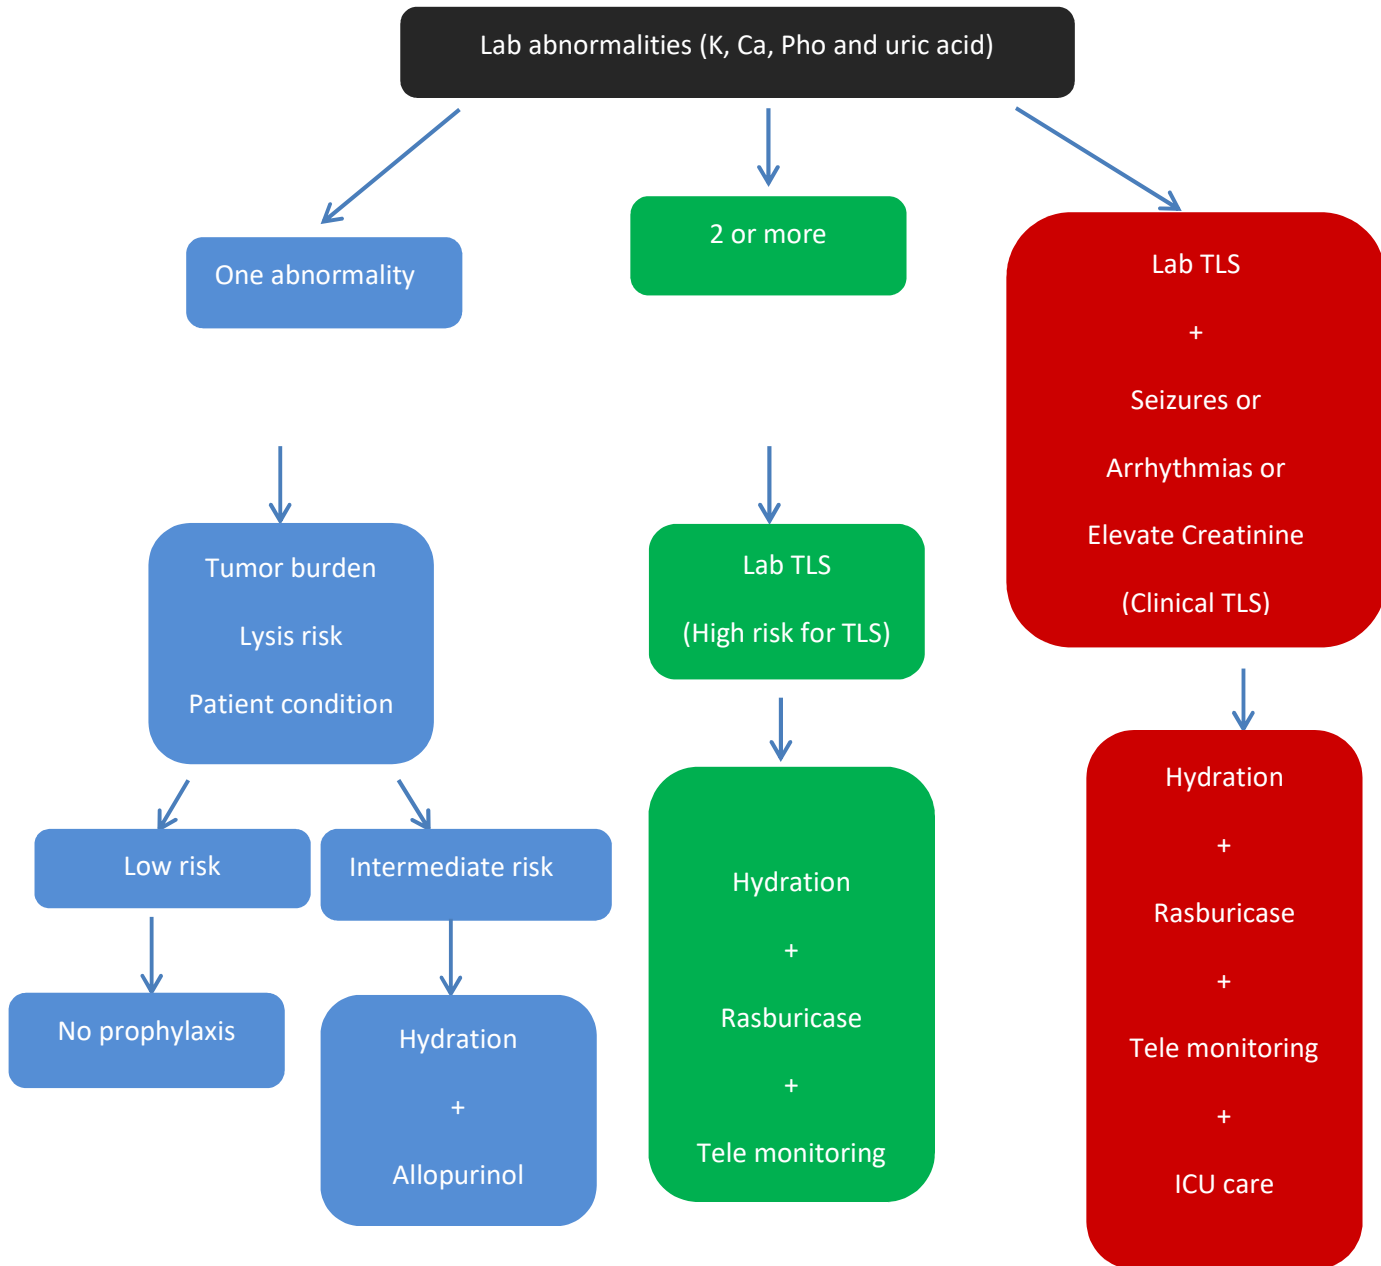 Lab abnormalities (K, Ca, Pho and uric acid)
One abnormality
2 or more
Lab TLS
+
Seizures or
Arrhythmias or
Elevate Creatinine
(Clinical TLS)
Tumor burden
Lysis risk
Patient condition
Lab TLS
(High risk for TLS)
Low risk
Intermediate risk
No prophylaxis
Hydration
+
Allopurinol
Hydration
+
Rasburicase
+
Tele monitoring
Hydration
+
Rasburicase
+
Tele monitoring
+
ICU care